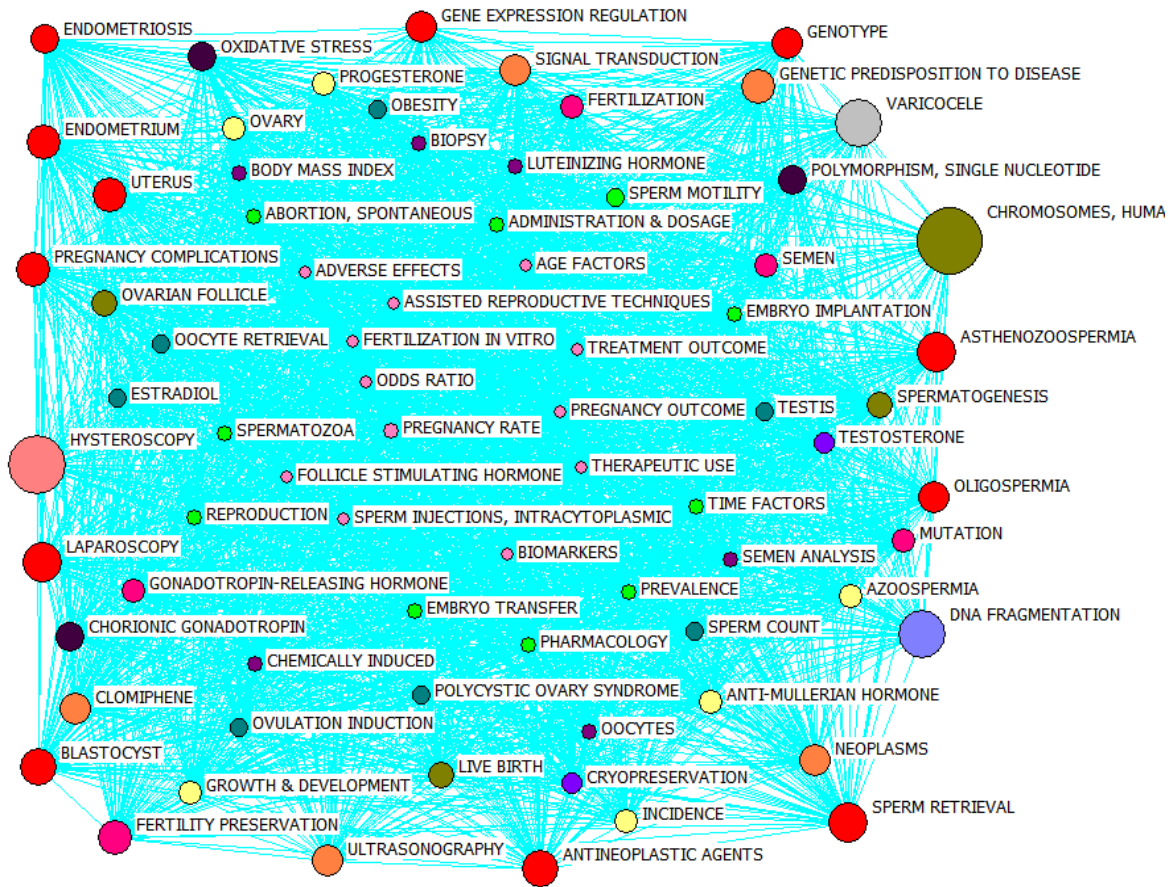 GENE EXPRESSION REGULATION
ENDOMETRIOSIS
GENOTYPE
OXIDATIVE STRESS
SIGNAL TRANSDUCTION
PROGESTERONE
GENETIC PREDISPOSITION TO DISEASE
FERTILIZATION
OBESITY
VARICOCELE
OVARY
ENDOMETRIUM
BIOPSY
LUTEINIZING HORMONE
BODY MASS INDEX
POLYMORPHISM, SINGLE NUCLEOTIDE
UTERUS
SPERM MOTILITY
ABORTION, SPONTANEOUS
ADMINISTRATION & DOSAGE
CHROMOSOMES, HUMA
PREGNANCY COMPLICATIONS
SEMEN
AGE FACTORS
ADVERSE EFFECTS
OVARIAN FOLLICLE
ASSISTED REPRODUCTIVE TECHNIQUES
EMBRYO IMPLANTATION
ASTHENOZOOSPERMIA
OOCYTE RETRIEVAL
FERTILIZATION IN VITRO
TREATMENT OUTCOME
ODDS RATIO
ESTRADIOL
SPERMATOGENESIS
PREGNANCY OUTCOME
TESTIS
SPERMATOZOA
PREGNANCY RATE
TESTOSTERONE
HYSTEROSCOPY
THERAPEUTIC USE
FOLLICLE STIMULATING HORMONE
OLIGOSPERMIA
TIME FACTORS
REPRODUCTION
SPERM INJECTIONS, INTRACYTOPLASMIC
MUTATION
LAPAROSCOPY
BIOMARKERS
SEMEN ANALYSIS
GONADOTROPIN-RELEASING HORMONE
PREVALENCE
AZOOSPERMIA
EMBRYO TRANSFER
DNA FRAGMENTATION
CHORIONIC GONADOTROPIN
SPERM COUNT
PHARMACOLOGY
CHEMICALLY INDUCED
POLYCYSTIC OVARY SYNDROME
ANTI-MULLERIAN HORMONE
CLOMIPHENE
OVULATION INDUCTION
OOCYTES
NEOPLASMS
BLASTOCYST
LIVE BIRTH
CRYOPRESERVATION
GROWTH & DEVELOPMENT
SPERM RETRIEVAL
INCIDENCE
FERTILITY PRESERVATION
ULTRASONOGRAPHY
ANTINEOPLASTIC AGENTS